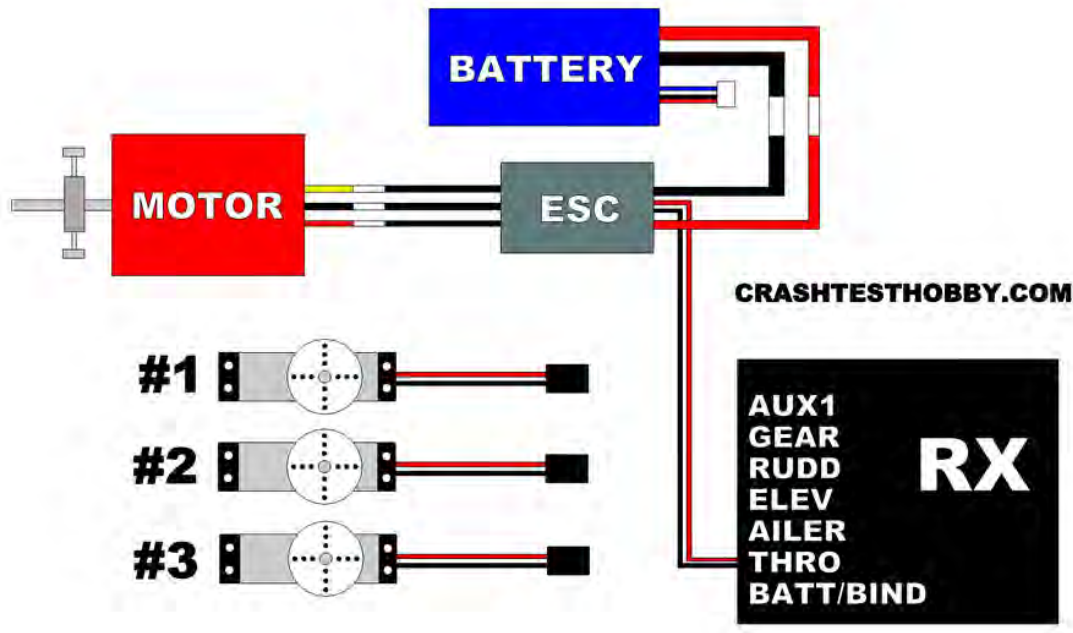 BATTERY
MOTOR
ESC
CRASHTESTHOBBY.COM
#1
#2
#3
AUX1
GEAR
RUDD
ELEV
AILER
THRO
BATT/BIND
RX